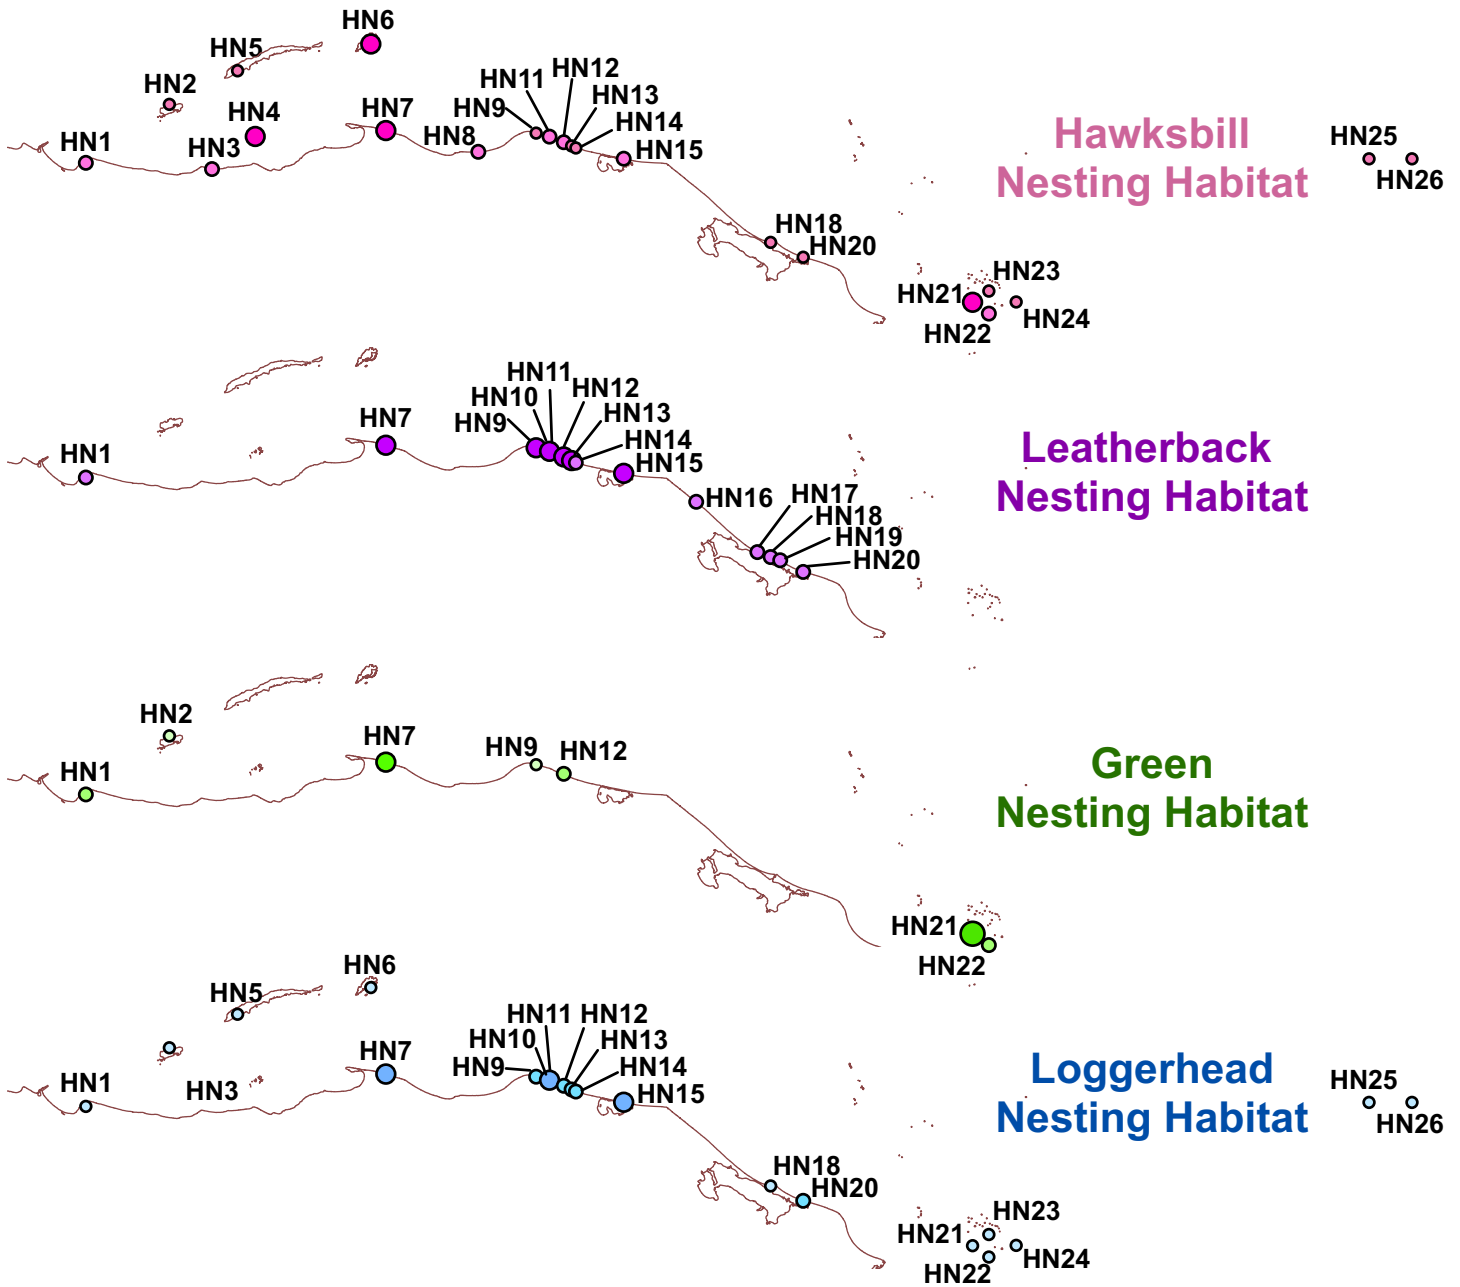 HN6
HN5
HN2
HN4
HN7
HN1
HN3
HN8
HN9
HN11
HN12
HN13
HN14
HN15
HN18
HN20
HN21
HN22
HN23
HN24
HN25
HN26
Hawksbill
Nesting Habitat
HN1
HN7
HN9
HN10
HN11
HN12
HN13
HN14
HN15
HN16
HN17
HN18
HN19
HN20
Leatherback
Nesting Habitat
HN2
HN1
HN7
HN9
HN12
HN21
HN22
Green
Nesting Habitat
HN6
HN5
HN1
HN3
HN7
HN9
HN10
HN11
HN12
HN13
HN14
HN15
HN18
HN20
HN21
HN22
HN23
HN24
HN25
HN26
Loggerhead
Nesting Habitat